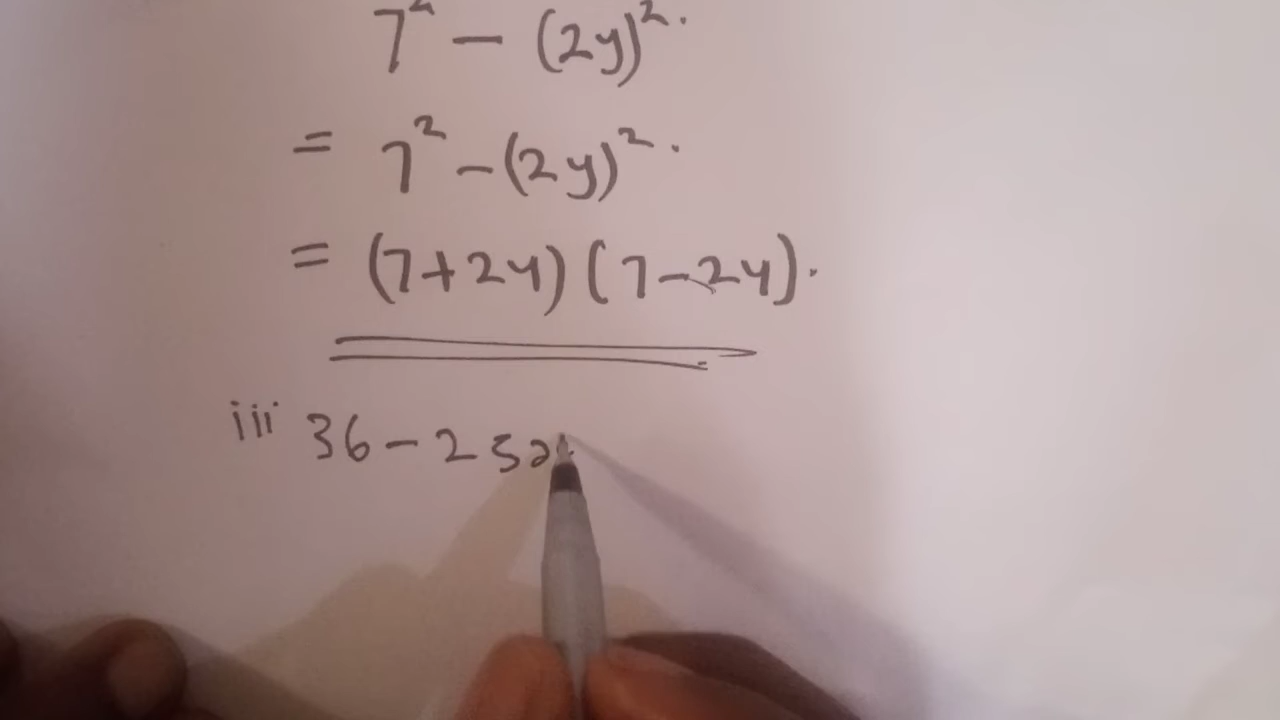 7² − (2y)².
= 7² − (2y)².
= (7+2y)(7−2y).
iii 36 − 25